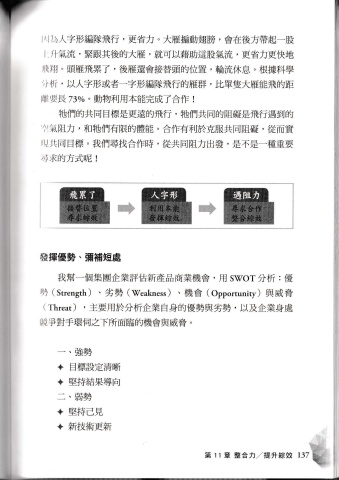 因為人字形編隊飛行，更省力。大雁搧動翅膀，會在後方帶起一股
上升氣流，緊跟其後的大雁，就可以藉助這股氣流，更省力更快地
飛翔。頭雁飛累了，後雁還會接替頭的位置，輪流休息。根據科學
分析，以人字形或者一字形編隊飛行的雁群，比單隻大雁能飛的距
離要長 73%。動物利用本能完成了合作！
牠們的共同目標是更遠的飛行，牠們共同的阻礙是飛行遇到的
空氣阻力，和牠們有限的體能。合作有利於克服共同阻礙，從而實
現共同目標。我們尋找合作時，從共同阻力出發，是不是一種重要
尋求的方式呢！
飛累了
接替位置
尋求綜效
人字形
利用本能
發揮綜效
遇阻力
尋求合作
整合綜效
發揮優勢、彌補短處
我幫一個集團企業評估新產品商業機會，用 SWOT 分析：優
勢（Strength）、劣勢（Weakness）、機會（Opportunity）與威脅
（Threat），主要用於分析企業自身的優勢與劣勢，以及企業身處
競爭對手環伺之下所面臨的機會與威脅。
一、強勢
✦ 目標設定清晰
✦ 堅持結果導向
二、弱勢
✦ 堅持己見
✦ 新技術更新
第 11 章 整合力／提升綜效 137